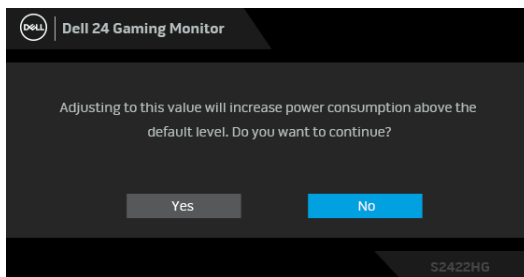 DELL
Dell 24 Gaming Monitor
Adjusting to this value will increase power consumption above the
default level. Do you want to continue?
Yes
No
S2422HG